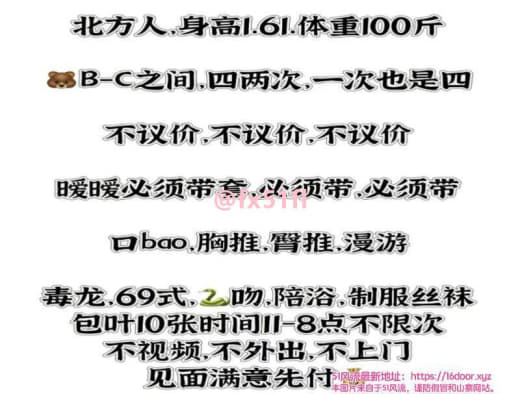 北方人.身高1.61.体重100斤
🐻B-C之间.四两次.一次也是四
不议价.不议价.不议价
暧暧必须带套.必须带.必须带
@fx51fl
口bao.胸推.臀推.漫游
毒龙.69式.🐍吻.陪浴.制服丝袜
包叶10张时间11-8点不限次
不视频.不外出.不上门
见面满意先付
51风流最新地址：https://16door.xyz
本图片来自于51风流，谨防假冒和山寨网站。